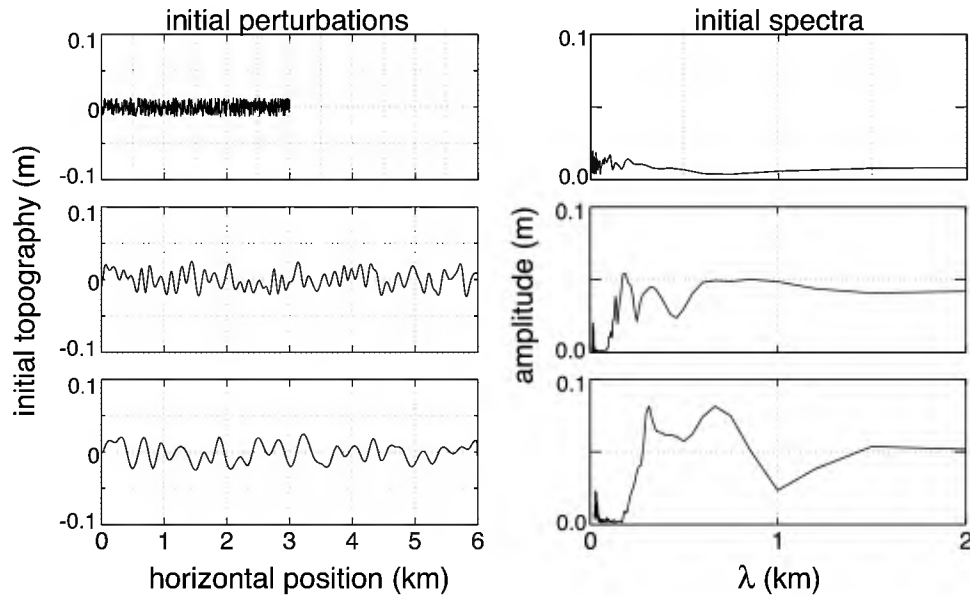 initial perturbations
initial spectra
0.1
0
-0.1
0.1
0
-0.1
0.1
0
-0.1
initial topography (m)
0 1 2 3 4 5 6
horizontal position (km)
0.1
0.0
0.1
0.0
0.1
0.0
amplitude (m)
0 1 2
λ (km)